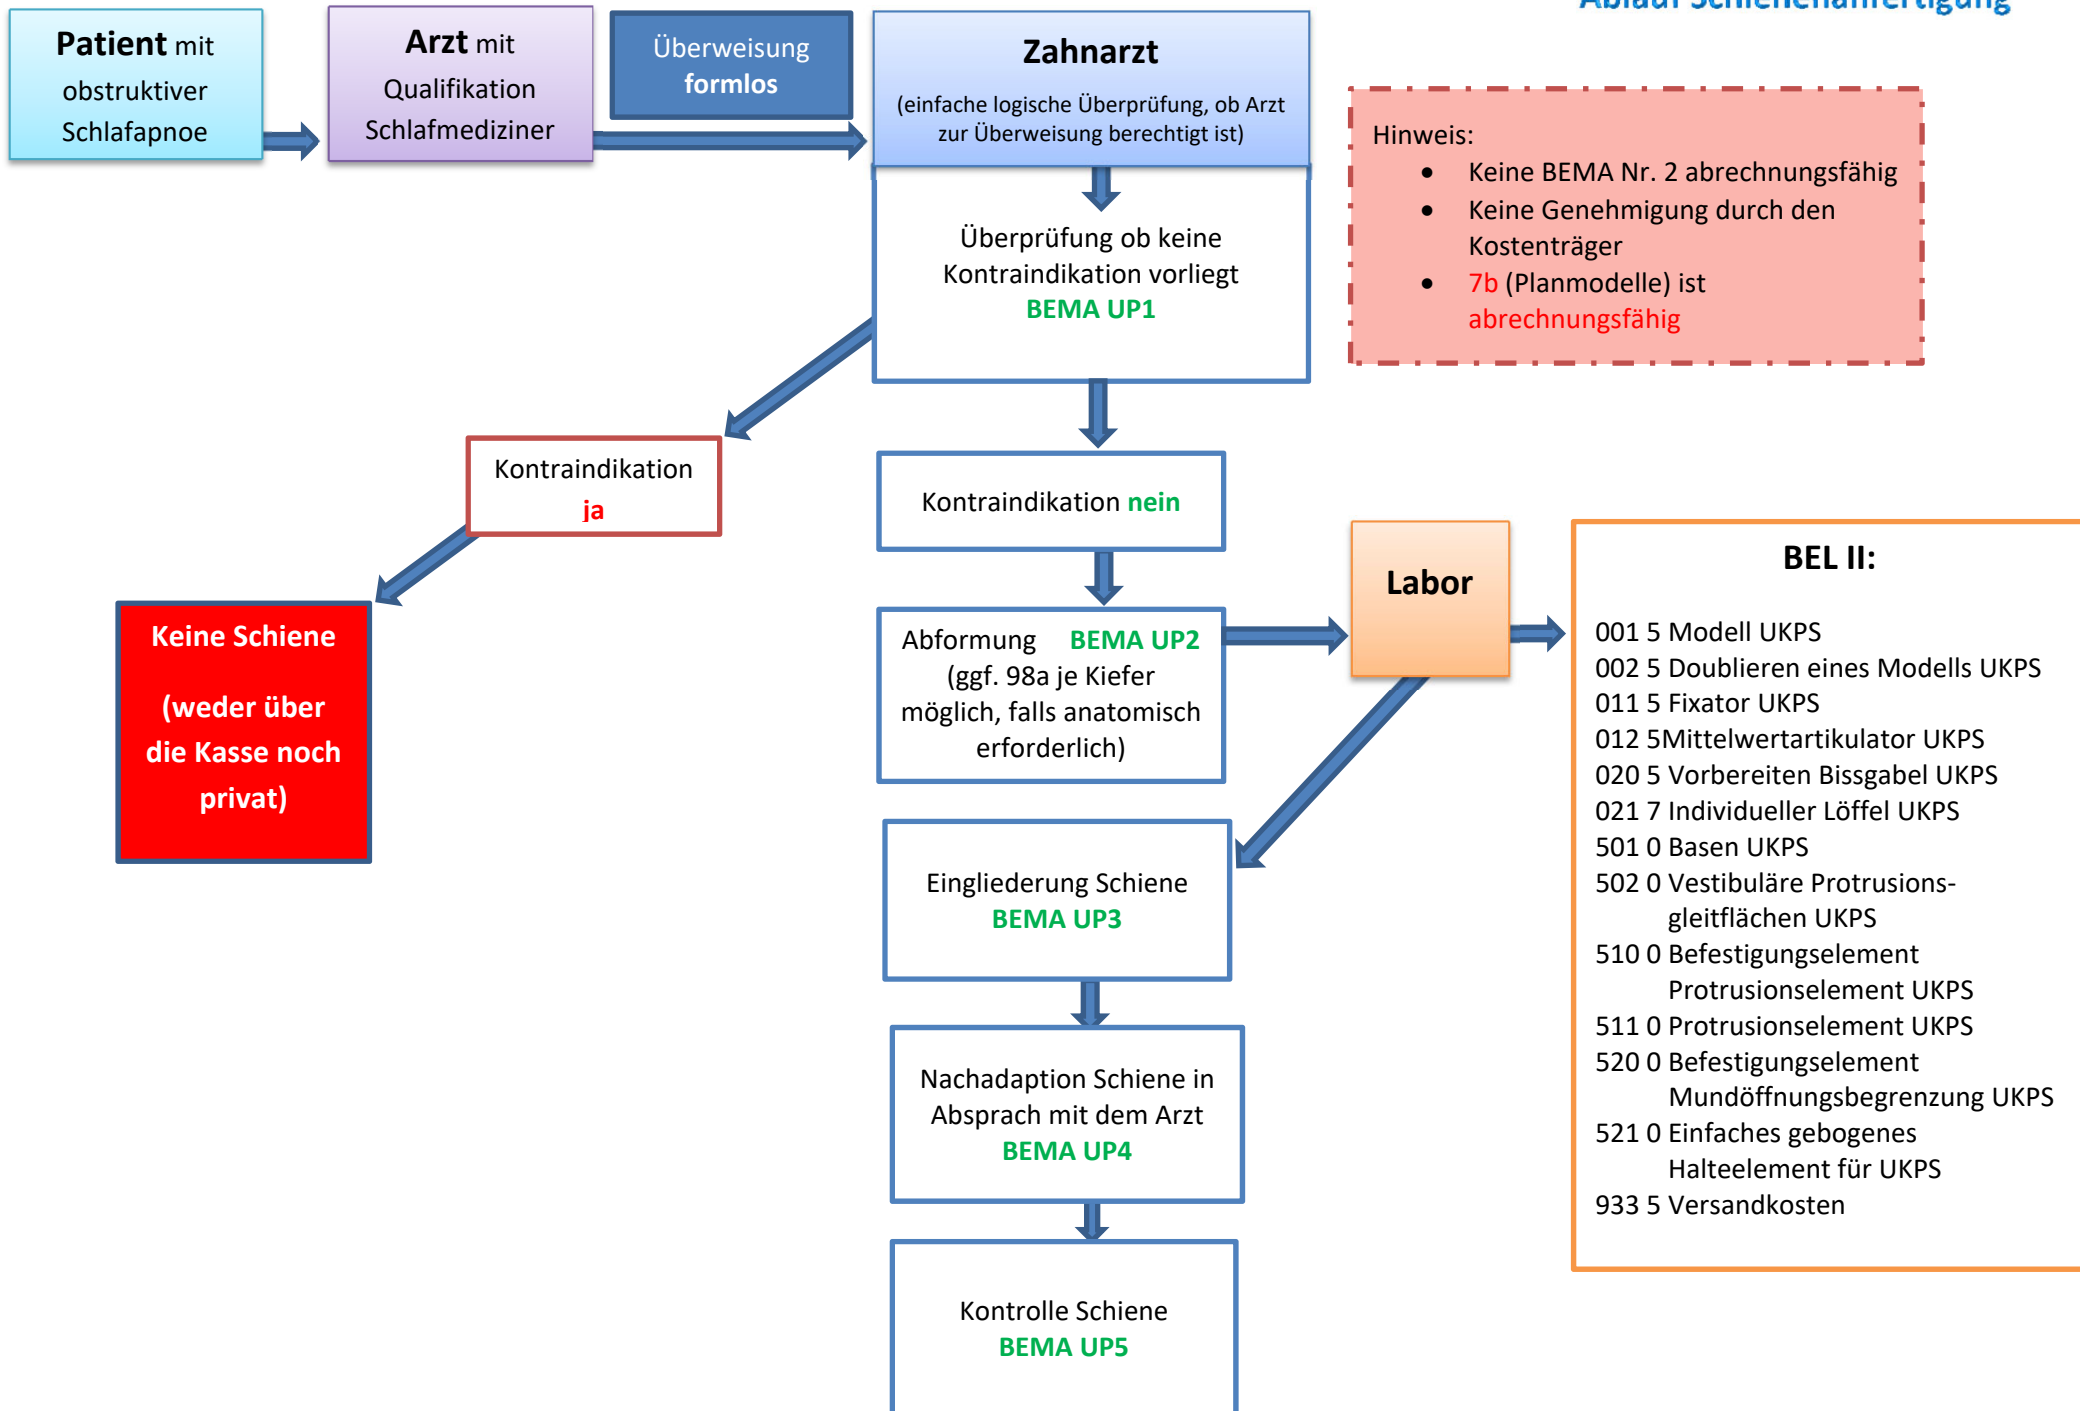 Ablauf Schienenanfertigung
Patient mit
obstruktiver
Schlafapnoe
Arzt mit
Qualifikation
Schlafmediziner
Überweisung
formlos
Zahnarzt
(einfache logische Überprüfung, ob Arzt
zur Überweisung berechtigt ist)
Überprüfung ob keine
Kontraindikation vorliegt
BEMA UP1
Hinweis:
• Keine BEMA Nr. 2 abrechnungsfähig
• Keine Genehmigung durch den
Kostenträger
• 7b (Planmodelle) ist
abrechnungsfähig
Kontraindikation
ja
Kontraindikation nein
Keine Schiene
(weder über
die Kasse noch
privat)
Abformung BEMA UP2
(ggf. 98a je Kiefer
möglich, falls anatomisch
erforderlich)
Labor
BEL II:
001 5 Modell UKPS
002 5 Doublieren eines Modells UKPS
011 5 Fixator UKPS
012 5Mittelwertartikulator UKPS
020 5 Vorbereiten Bissgabel UKPS
021 7 Individueller Löffel UKPS
501 0 Basen UKPS
502 0 Vestibuläre Protrusions-
gleitflächen UKPS
510 0 Befestigungselement
Protrusionselement UKPS
511 0 Protrusionselement UKPS
520 0 Befestigungselement
Mundöffnungsbegrenzung UKPS
521 0 Einfaches gebogenes
Halteelement für UKPS
933 5 Versandkosten
Eingliederung Schiene
BEMA UP3
Nachadaption Schiene in
Absprach mit dem Arzt
BEMA UP4
Kontrolle Schiene
BEMA UP5